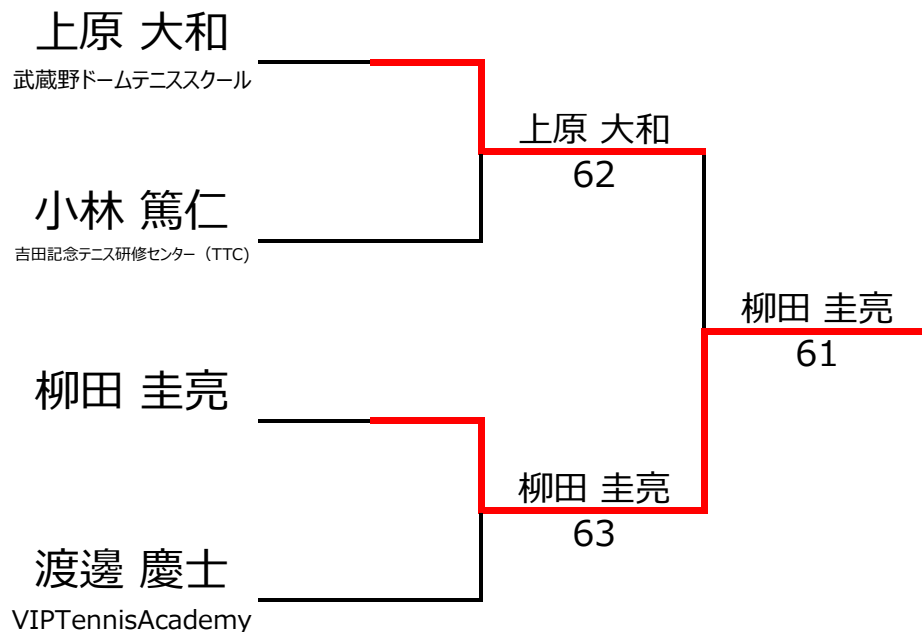 上原 大和
武蔵野ドームテニススクール
上原 大和
62
小林 篤仁
吉田記念テニス研修センター（TTC)
柳田 圭亮
61
柳田 圭亮
柳田 圭亮
63
渡邊 慶士
VIPTennisAcademy